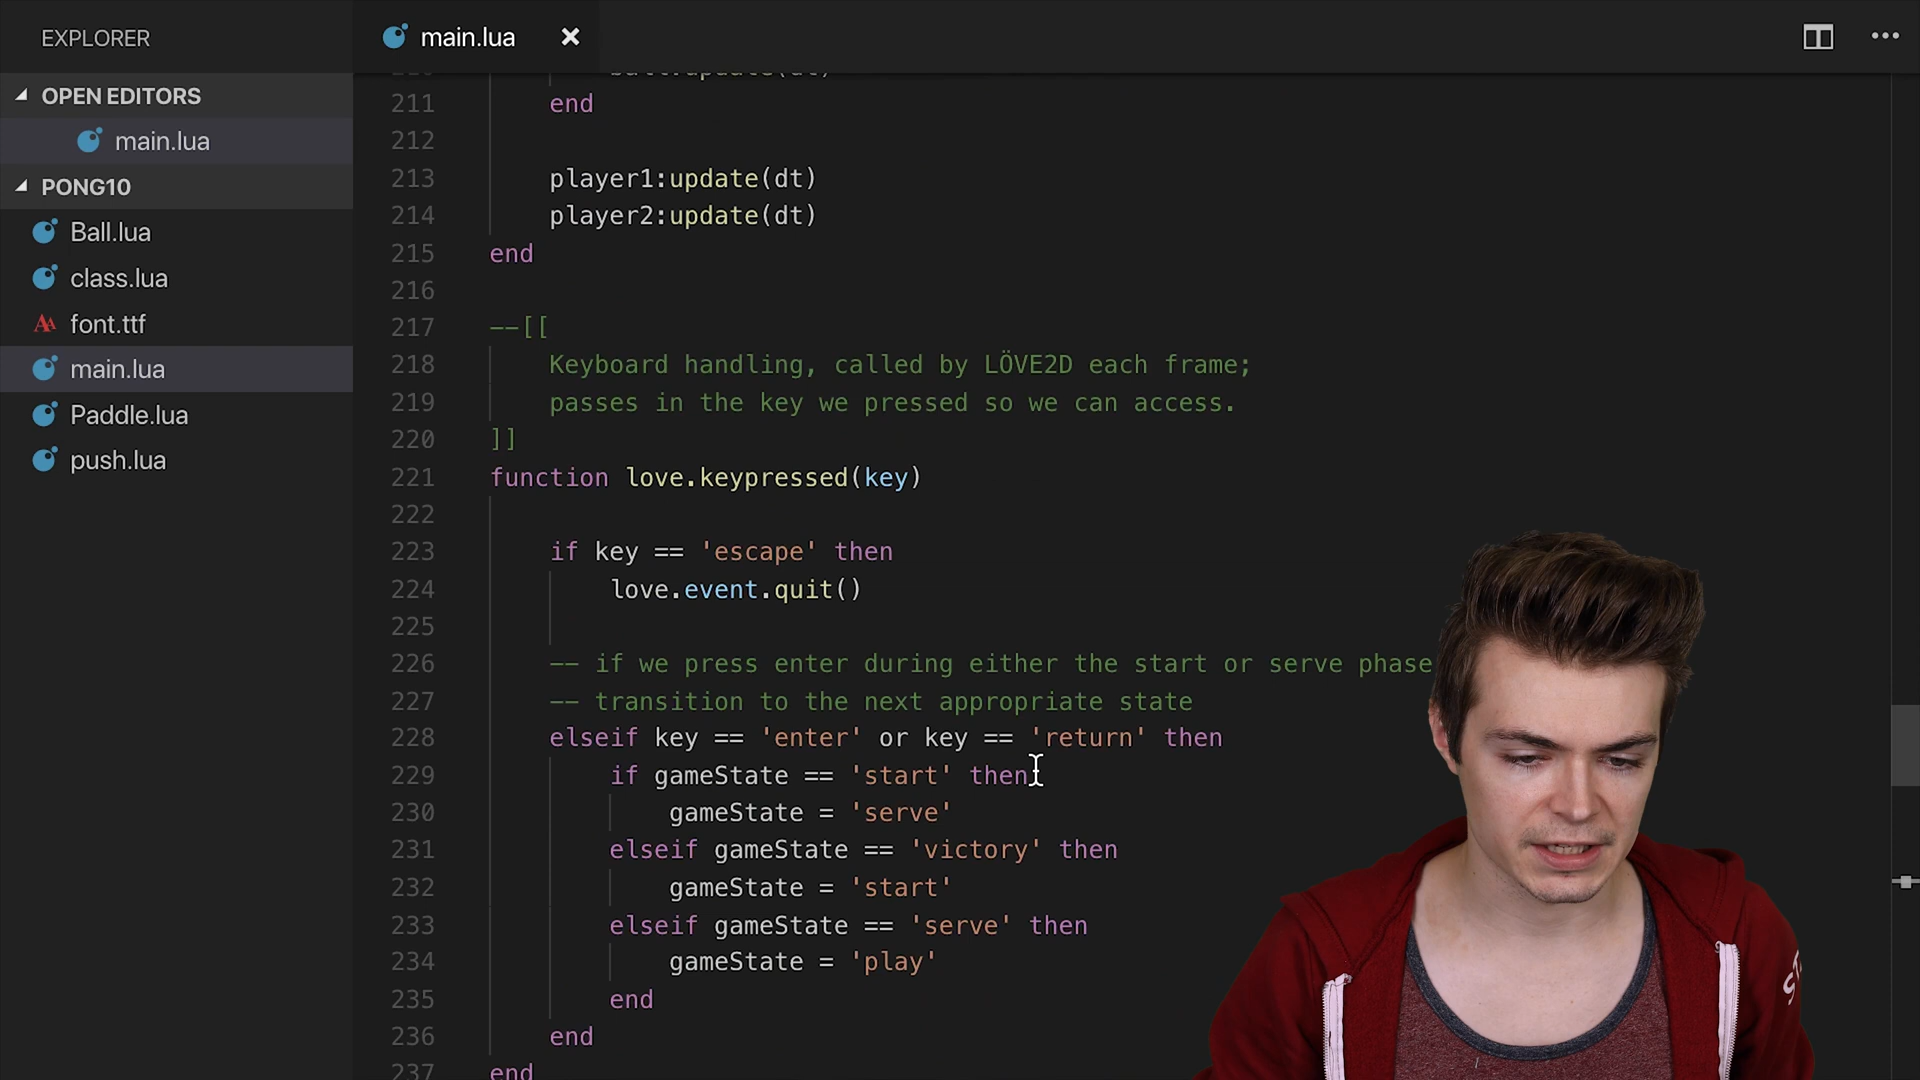 EXPLORER
main.lua
OPEN EDITORS
main.lua
PONG10
Ball.lua
class.lua
font.ttf
main.lua
Paddle.lua
push.lua
211 end
212
213 player1:update(dt)
214 player2:update(dt)
215 end
216
217 --[[
218 Keyboard handling, called by LÖVE2D each frame;
219 passes in the key we pressed so we can access.
220 ]]
221 function love.keypressed(key)
222
223 if key == 'escape' then
224 love.event.quit()
225
226 -- if we press enter during either the start or serve phase
227 -- transition to the next appropriate state
228 elseif key == 'enter' or key == 'return' then
229 if gameState == 'start' then
230 gameState = 'serve'
231 elseif gameState == 'victory' then
232 gameState = 'start'
233 elseif gameState == 'serve' then
234 gameState = 'play'
235 end
236 end
237 end